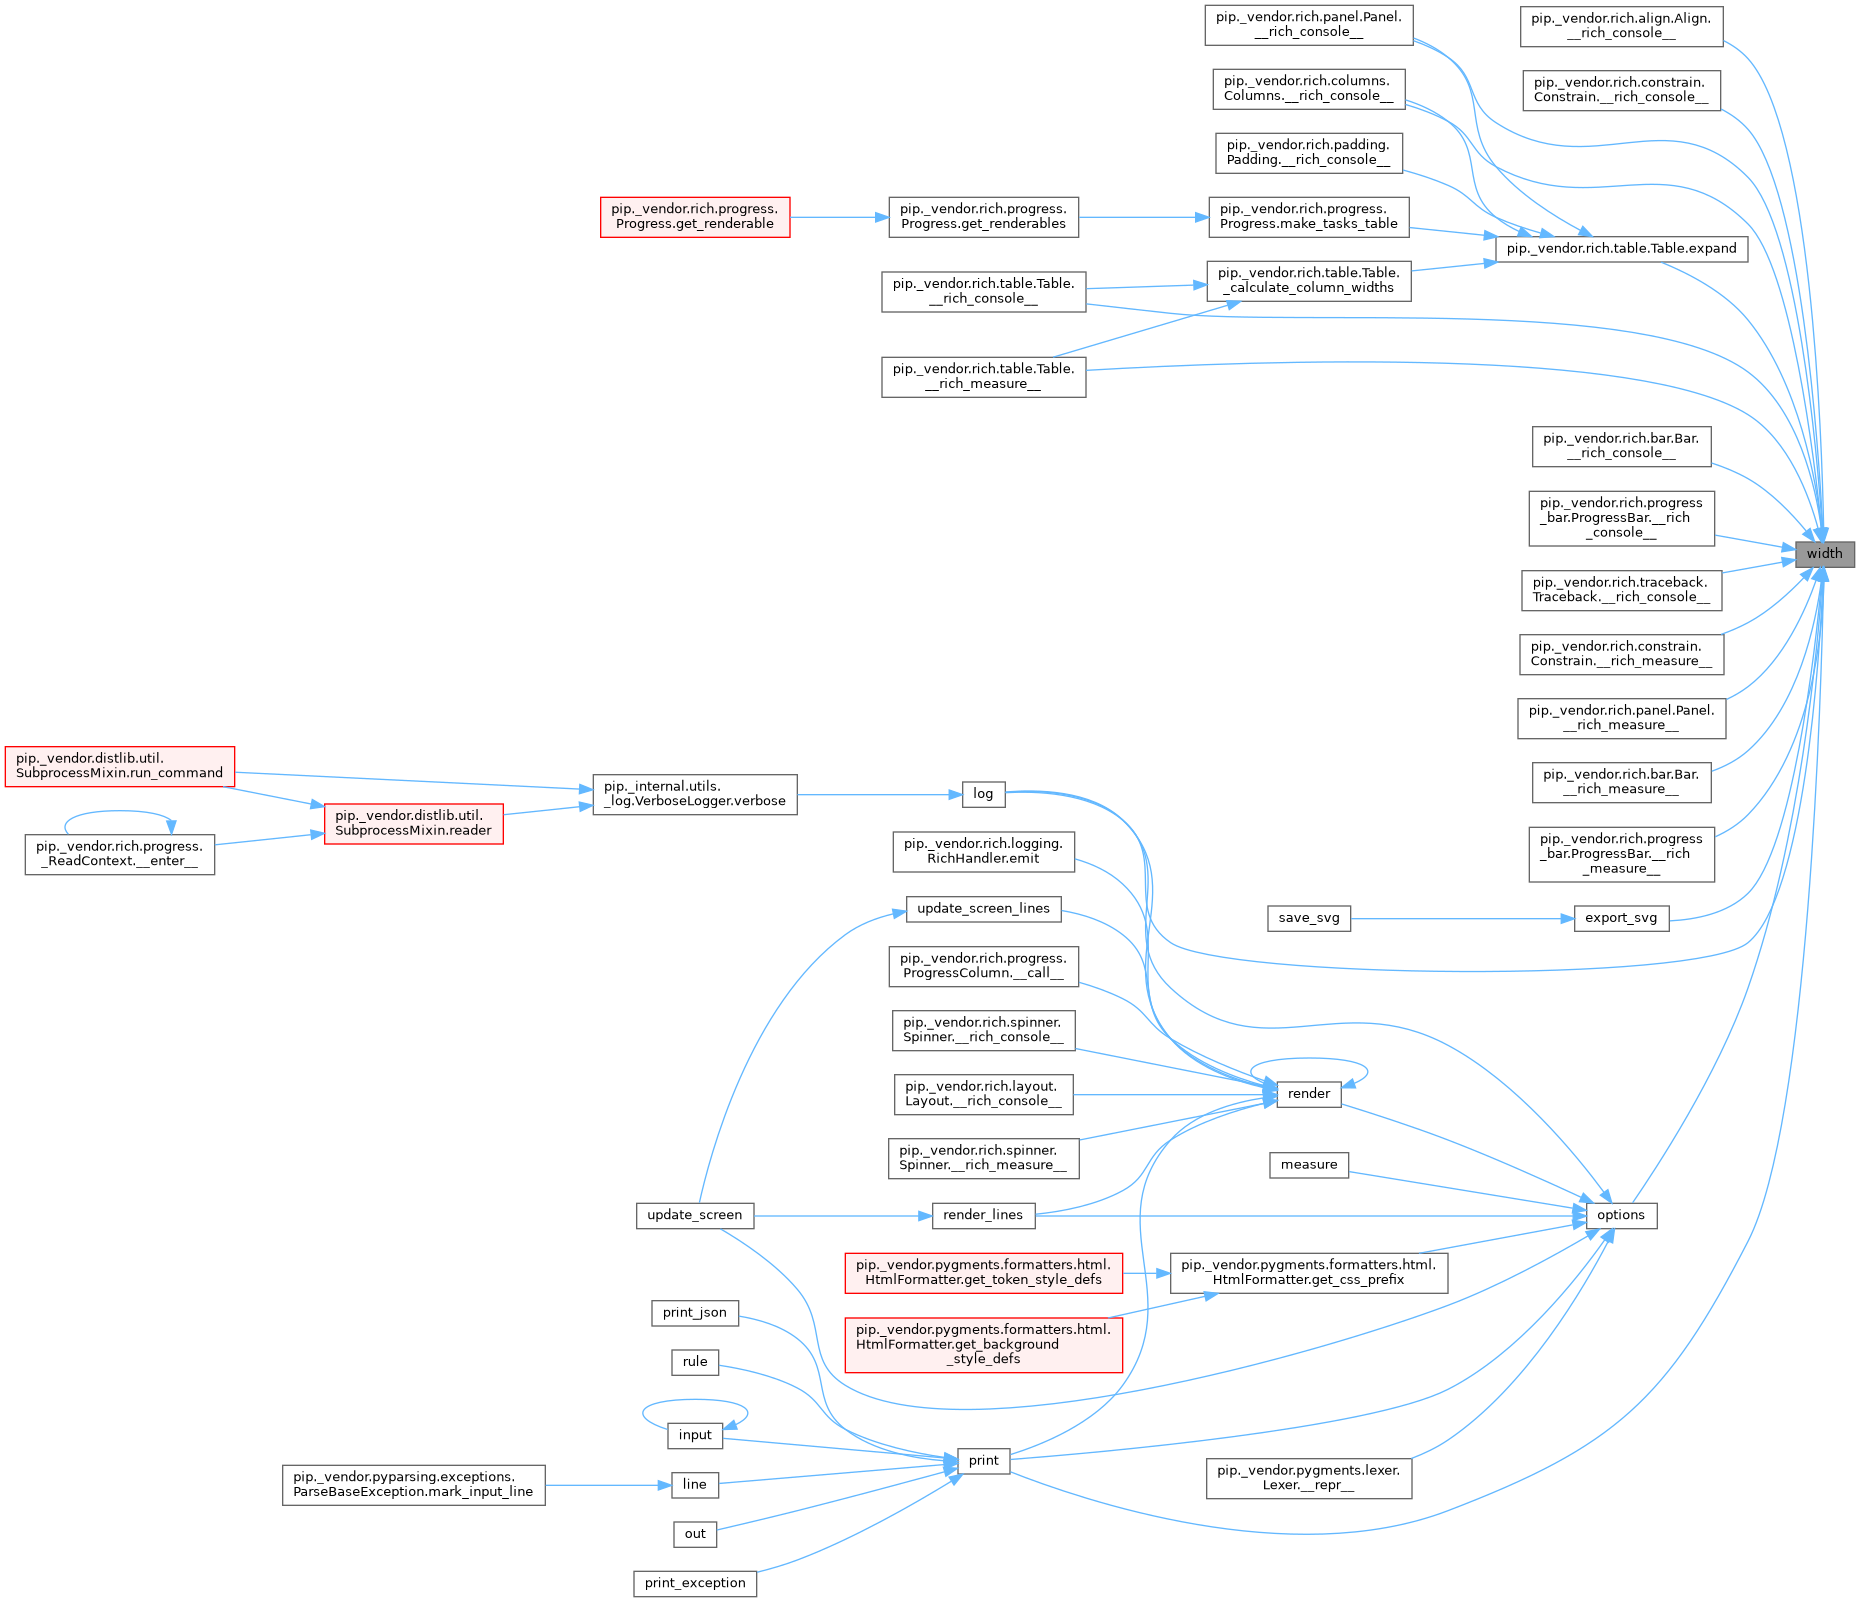 pip._vendor.rich.panel.Panel.
__rich_console__
pip._vendor.rich.align.Align.
__rich_console__
pip._vendor.rich.columns.
Columns.__rich_console__
pip._vendor.rich.constrain.
Constrain.__rich_console__
pip._vendor.rich.padding.
Padding.__rich_console__
pip._vendor.rich.progress.
Progress.get_renderable
pip._vendor.rich.progress.
Progress.get_renderables
pip._vendor.rich.progress.
Progress.make_tasks_table
pip._vendor.rich.table.Table.expand
pip._vendor.rich.table.Table.
__rich_console__
pip._vendor.rich.table.Table.
_calculate_column_widths
pip._vendor.rich.table.Table.
__rich_measure__
pip._vendor.rich.bar.Bar.
__rich_console__
pip._vendor.rich.progress
_bar.ProgressBar.__rich
_console__
width
pip._vendor.rich.traceback.
Traceback.__rich_console__
pip._vendor.rich.constrain.
Constrain.__rich_measure__
pip._vendor.rich.panel.Panel.
__rich_measure__
pip._vendor.rich.bar.Bar.
__rich_measure__
pip._vendor.rich.progress
_bar.ProgressBar.__rich
_measure__
pip._vendor.distlib.util.
SubprocessMixin.run_command
pip._vendor.rich.progress.
_ReadContext.__enter__
pip._vendor.distlib.util.
SubprocessMixin.reader
pip._internal.utils.
_log.VerboseLogger.verbose
log
pip._vendor.rich.logging.
RichHandler.emit
update_screen_lines
save_svg
export_svg
pip._vendor.rich.progress.
ProgressColumn.__call__
pip._vendor.rich.spinner.
Spinner.__rich_console__
pip._vendor.rich.layout.
Layout.__rich_console__
render
pip._vendor.rich.spinner.
Spinner.__rich_measure__
measure
update_screen
render_lines
options
pip._vendor.pygments.formatters.html.
HtmlFormatter.get_token_style_defs
pip._vendor.pygments.formatters.html.
HtmlFormatter.get_css_prefix
print_json
pip._vendor.pygments.formatters.html.
HtmlFormatter.get_background
_style_defs
rule
input
print
pip._vendor.pyparsing.exceptions.
ParseBaseException.mark_input_line
line
pip._vendor.pygments.lexer.
Lexer.__repr__
out
print_exception